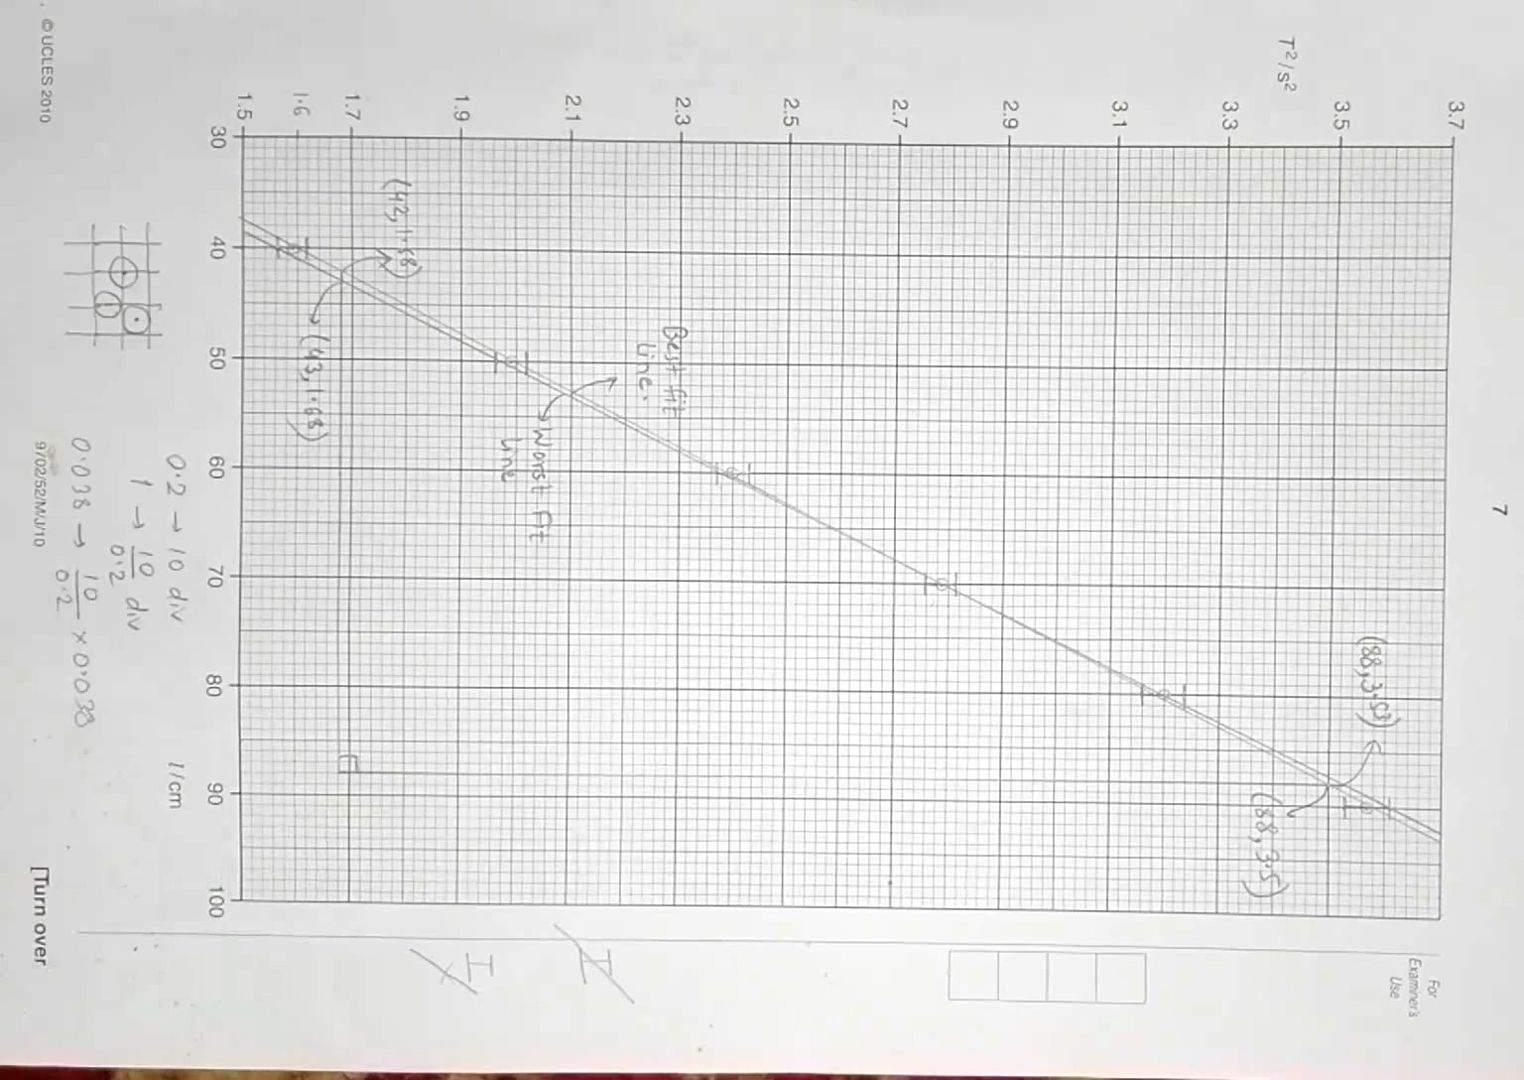 7
For
Examiner's
Use
T²/s²
3.7
3.5
3.3
3.1
2.9
2.7
2.5
2.3
2.1
1.9
1.7
1.6
1.5
30
40
50
60
70
80
90
100
l/cm
(88,3.53)
(88,3.5)
Best fit
line.
Worst fit
line
(42,1.68)
(43,1.68)
0.2 → 10 div
1 → 10/0.2 div
0.038 → 10/0.2 × 0.038
© UCLES 2010
9702/52/M/J/10
[Turn over